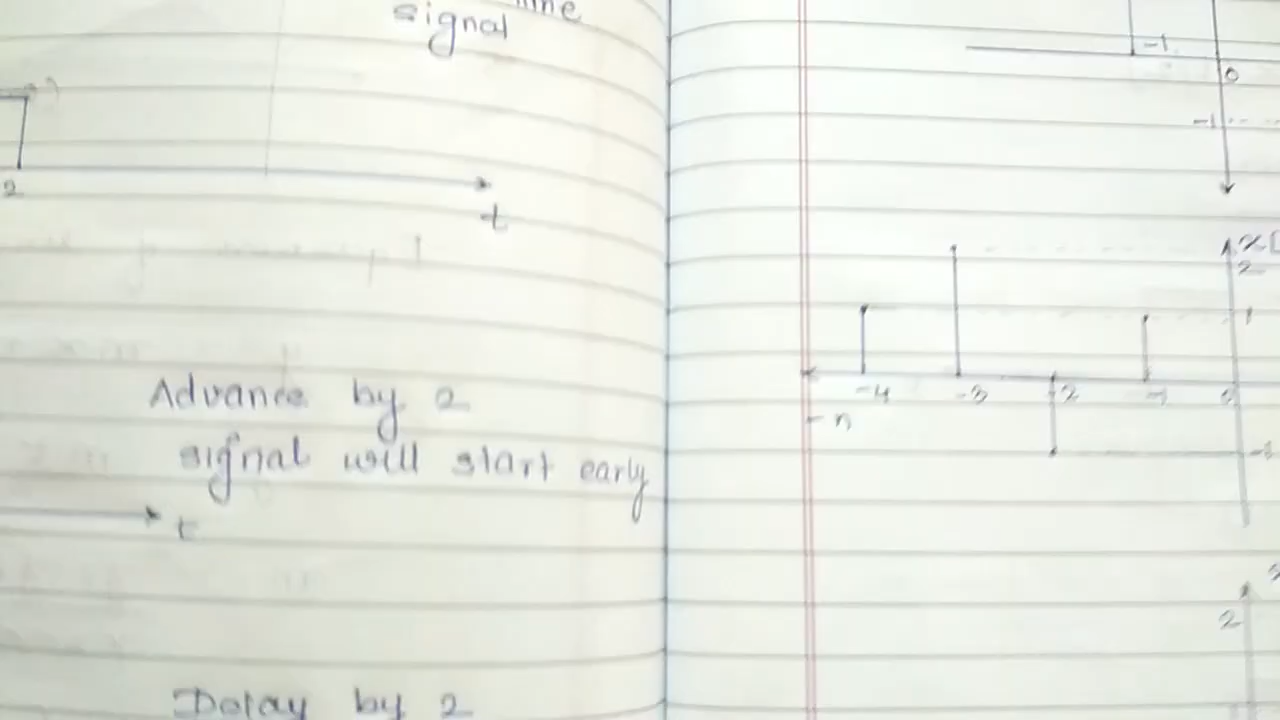 signal
2
t
Advance by 2
signal will start early
t
Delay by 2
-1
0
-1
x[
2
1
-4 -3 2 -1 0
- n
-1
2